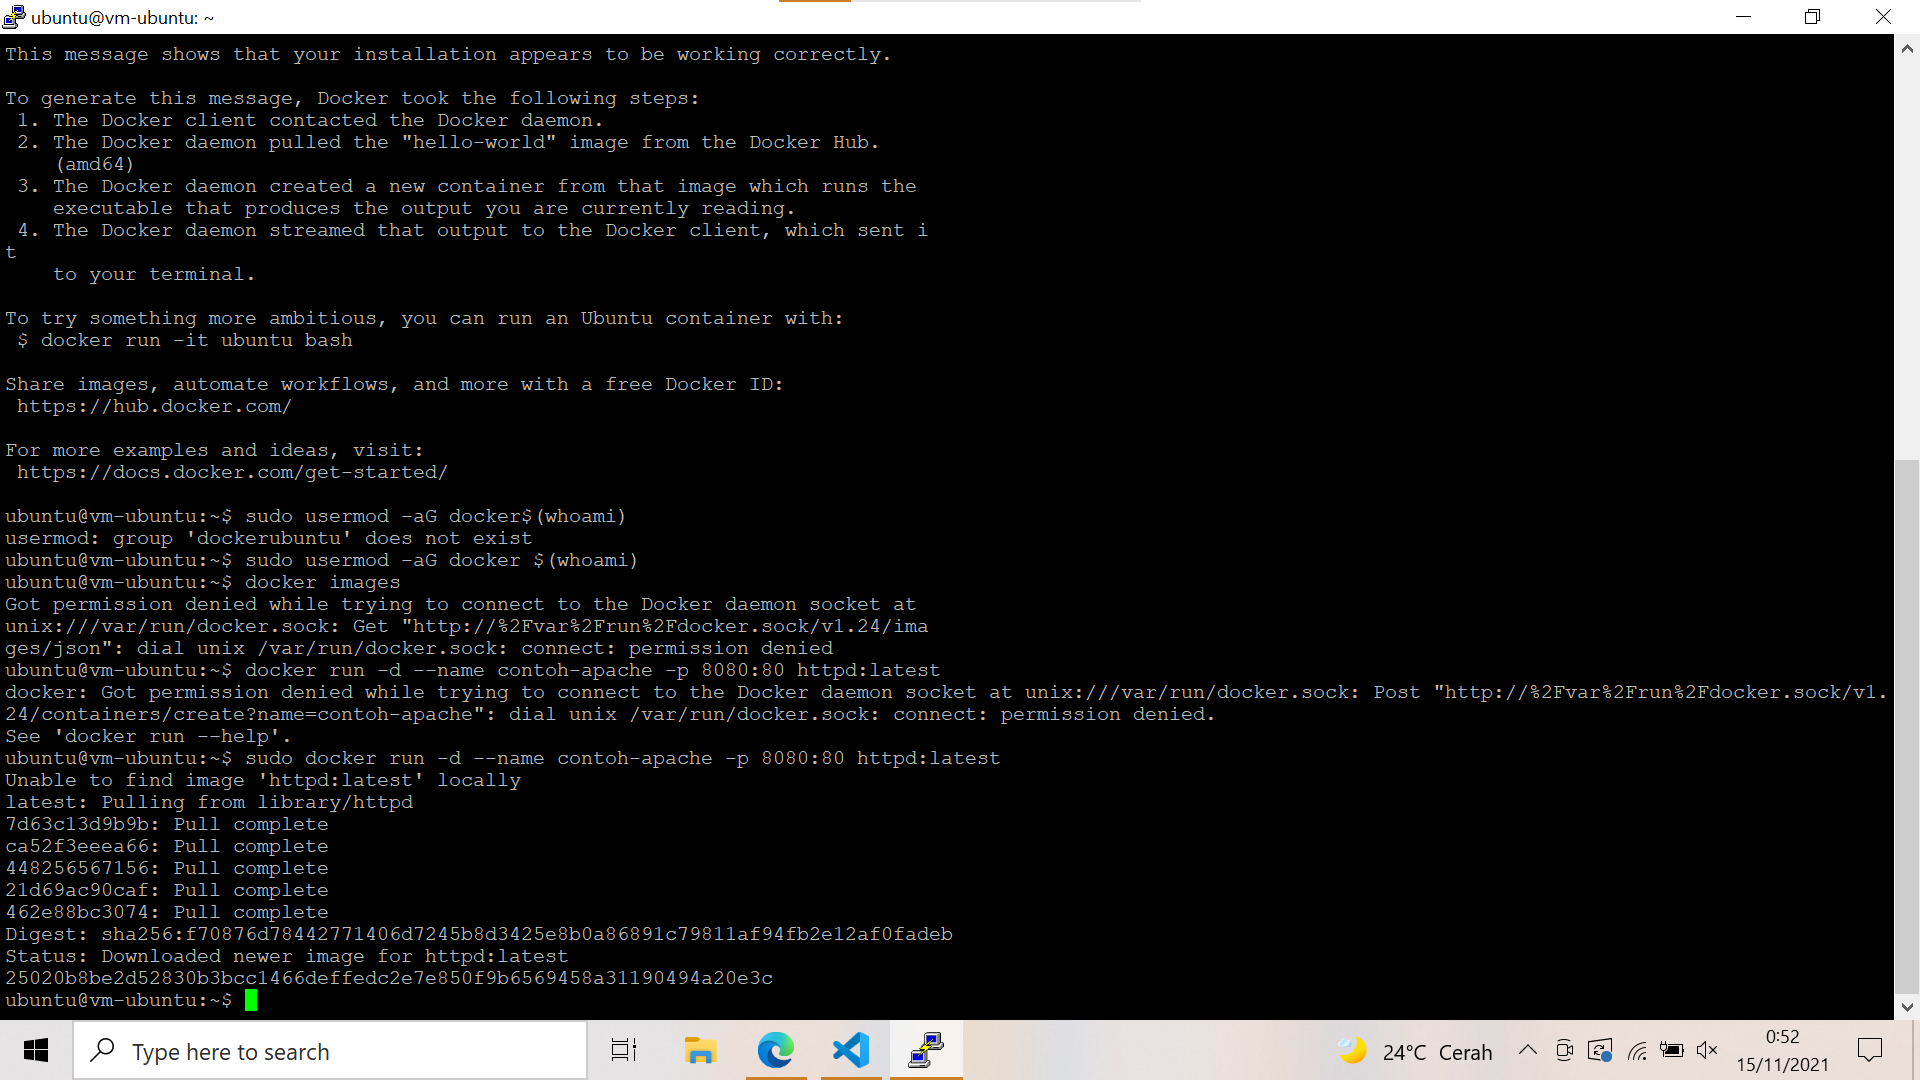 ubuntu@vm-ubuntu: ~
This message shows that your installation appears to be working correctly.
To generate this message, Docker took the following steps:
1. The Docker client contacted the Docker daemon.
2. The Docker daemon pulled the "hello-world" image from the Docker Hub.
(amd64)
3. The Docker daemon created a new container from that image which runs the
executable that produces the output you are currently reading.
4. The Docker daemon streamed that output to the Docker client, which sent i
t
to your terminal.
To try something more ambitious, you can run an Ubuntu container with:
$ docker run -it ubuntu bash
Share images, automate workflows, and more with a free Docker ID:
https://hub.docker.com/
For more examples and ideas, visit:
https://docs.docker.com/get-started/
ubuntu@vm-ubuntu:~$ sudo usermod -aG docker$(whoami)
usermod: group 'dockerubuntu' does not exist
ubuntu@vm-ubuntu:~$ sudo usermod -aG docker $(whoami)
ubuntu@vm-ubuntu:~$ docker images
Got permission denied while trying to connect to the Docker daemon socket at
unix:///var/run/docker.sock: Get "http://%2Fvar%2Frun%2Fdocker.sock/v1.24/ima
ges/json": dial unix /var/run/docker.sock: connect: permission denied
ubuntu@vm-ubuntu:~$ docker run -d --name contoh-apache -p 8080:80 httpd:latest
docker: Got permission denied while trying to connect to the Docker daemon socket at unix:///var/run/docker.sock: Post "http://%2Fvar%2Frun%2Fdocker.sock/v1.
24/containers/create?name=contoh-apache": dial unix /var/run/docker.sock: connect: permission denied.
See 'docker run --help'.
ubuntu@vm-ubuntu:~$ sudo docker run -d --name contoh-apache -p 8080:80 httpd:latest
Unable to find image 'httpd:latest' locally
latest: Pulling from library/httpd
7d63c13d9b9b: Pull complete
ca52f3eeea66: Pull complete
448256567156: Pull complete
21d69ac90caf: Pull complete
462e88bc3074: Pull complete
Digest: sha256:f70876d78442771406d7245b8d3425e8b0a86891c79811af94fb2e12af0fadeb
Status: Downloaded newer image for httpd:latest
25020b8be2d52830b3bcc1466deffedc2e7e850f9b6569458a31190494a20e3c
ubuntu@vm-ubuntu:~$
Type here to search
24°C Cerah
0:52
15/11/2021